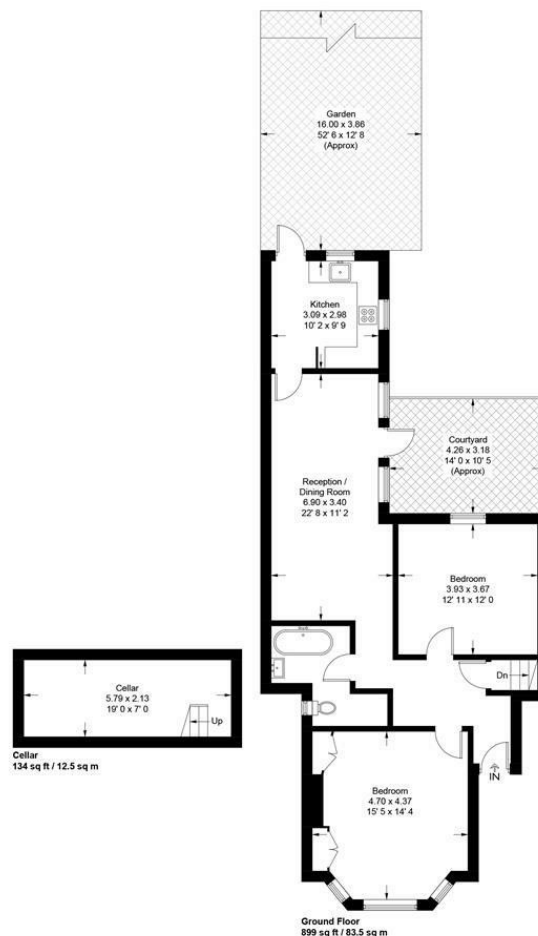 Garden
16.00 x 3.86
52' 6 x 12' 8
(Approx)
Kitchen
3.09 x 2.98
10' 2 x 9' 9
Courtyard
4.26 x 3.18
14' 0 x 10' 5
(Approx)
Reception /
Dining Room
6.90 x 3.40
22' 8 x 11' 2
Bedroom
3.93 x 3.67
12' 11 x 12' 0
Dn
Cellar
5.79 x 2.13
19' 0 x 7' 0
Up
Cellar
134 sq ft / 12.5 sq m
IN
Bedroom
4.70 x 4.37
15' 5 x 14' 4
Ground Floor
899 sq ft / 83.5 sq m